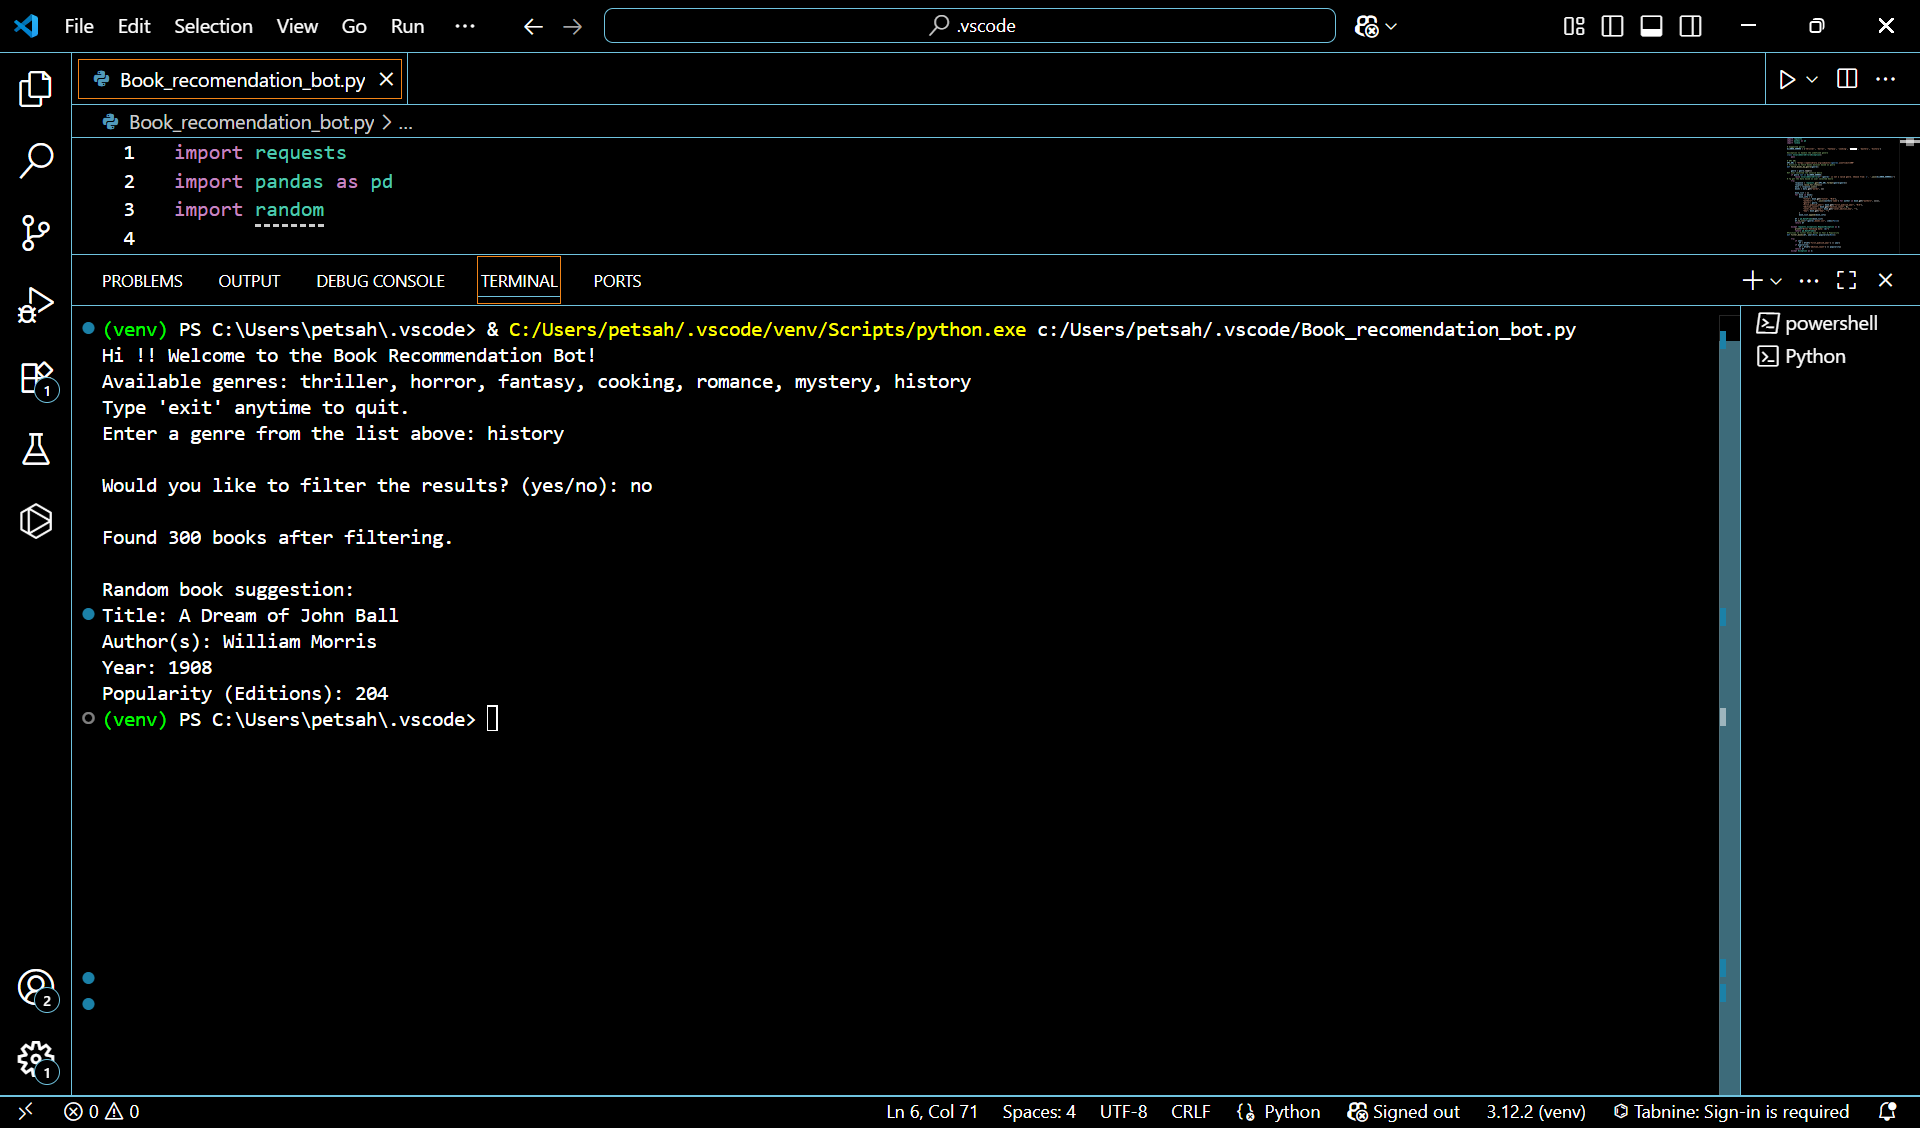 File Edit Selection View Go Run ··· .vscode
Book_recomendation_bot.py
Book_recomendation_bot.py > ...
1 import requests
2 import pandas as pd
3 import random
4
PROBLEMS OUTPUT DEBUG CONSOLE TERMINAL PORTS
(venv) PS C:\Users\petsah\.vscode> & C:/Users/petsah/.vscode/venv/Scripts/python.exe c:/Users/petsah/.vscode/Book_recomendation_bot.py
Hi !! Welcome to the Book Recommendation Bot!
Available genres: thriller, horror, fantasy, cooking, romance, mystery, history
Type 'exit' anytime to quit.
Enter a genre from the list above: history
Would you like to filter the results? (yes/no): no
Found 300 books after filtering.
Random book suggestion:
Title: A Dream of John Ball
Author(s): William Morris
Year: 1908
Popularity (Editions): 204
(venv) PS C:\Users\petsah\.vscode>
powershell
Python
1
2
1
0 0 Ln 6, Col 71 Spaces: 4 UTF-8 CRLF {} Python Signed out 3.12.2 (venv) Tabnine: Sign-in is required